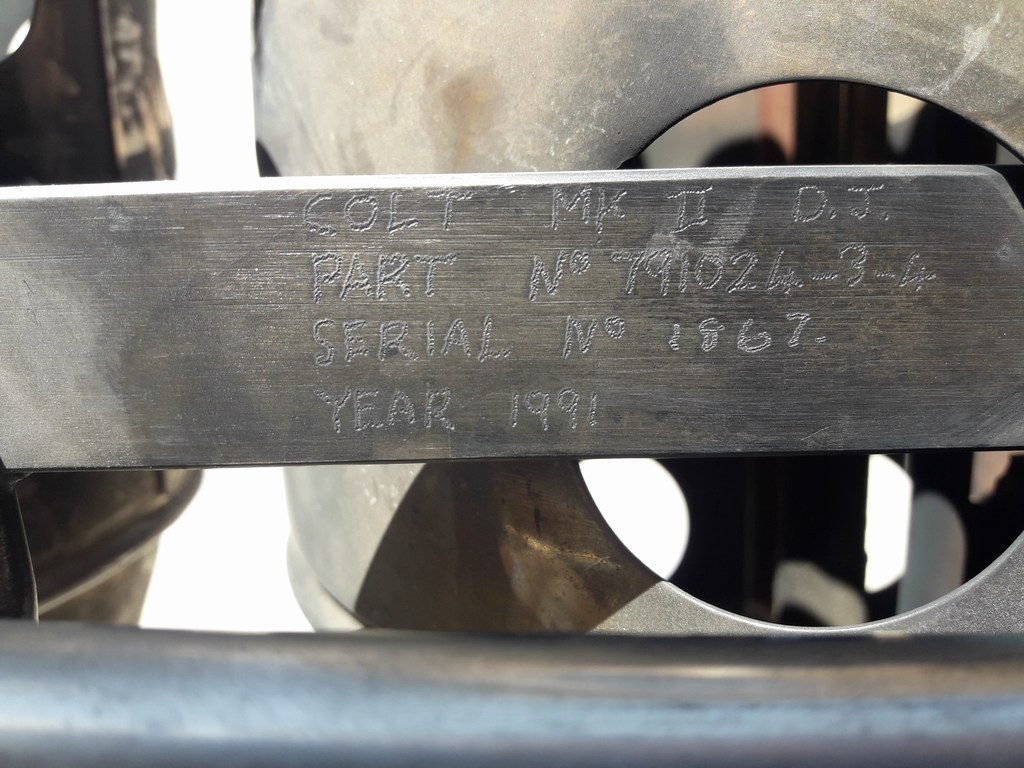 COLT MK II D.J.
PART Nº 791024-3-4
SERIAL Nº 1867.
YEAR 1991